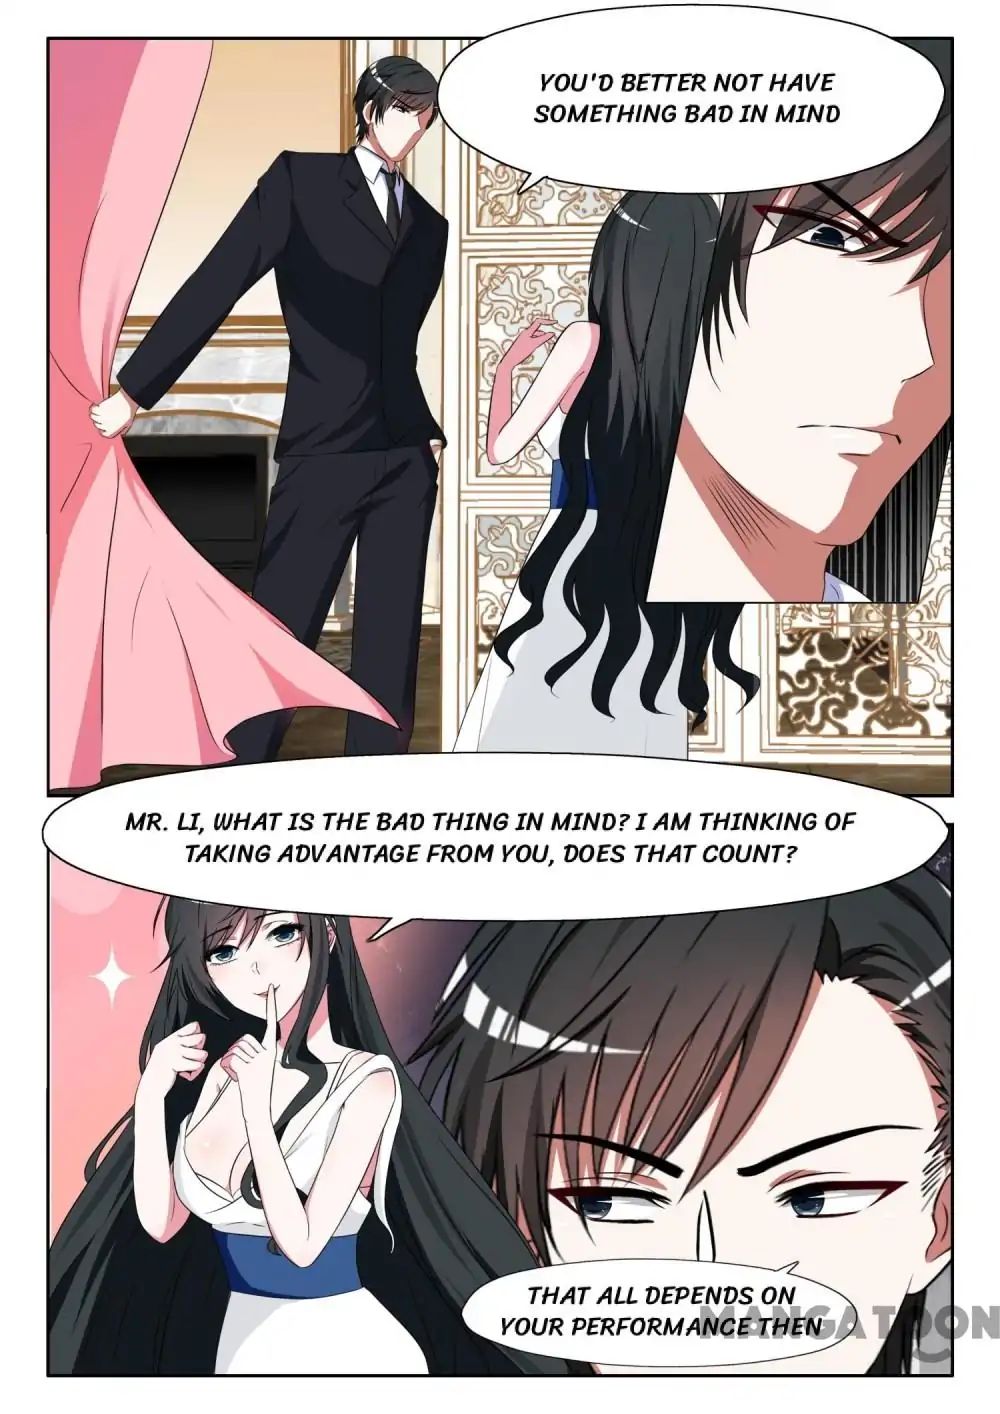 YOU'D BETTER NOT HAVE
SOMETHING BAD IN MIND
MR. LI, WHAT IS THE BAD THING IN MIND? I AM THINKING OF
TAKING ADVANTAGE FROM YOU, DOES THAT COUNT?
THAT ALL DEPENDS ON
YOUR PERFORMANCE THEN
MANGATOON